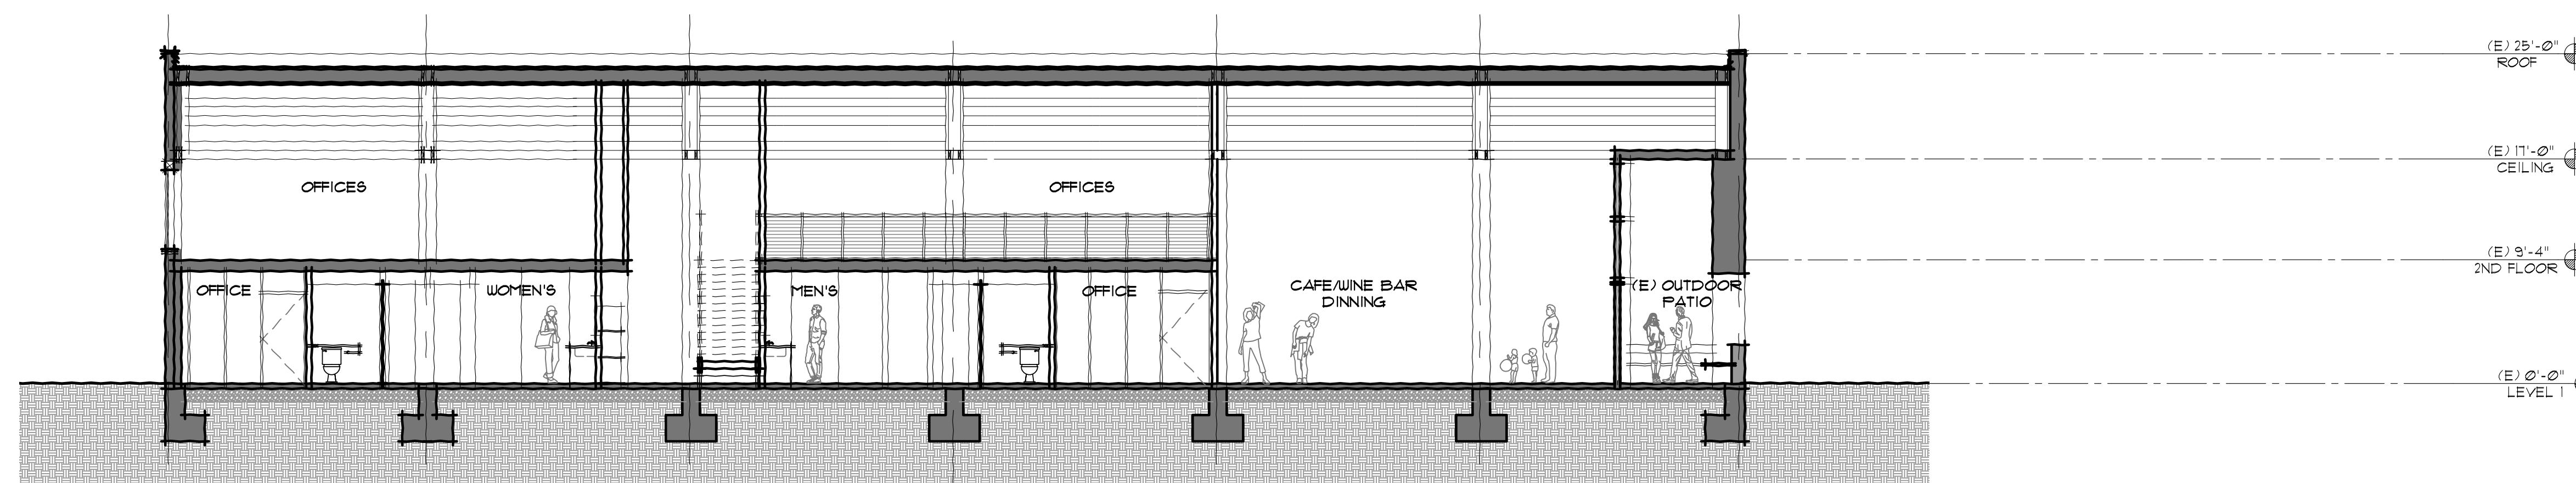 (E) 25'-0"
ROOF
(E) 17'-0"
CEILING
OFFICES
OFFICES
(E) 9'-4"
2ND FLOOR
OFFICE
WOMEN'S
MEN'S
OFFICE
CAFE/WINE BAR
DINNING
(E) OUTDOOR
PATIO
(E) 0'-0"
LEVEL 1